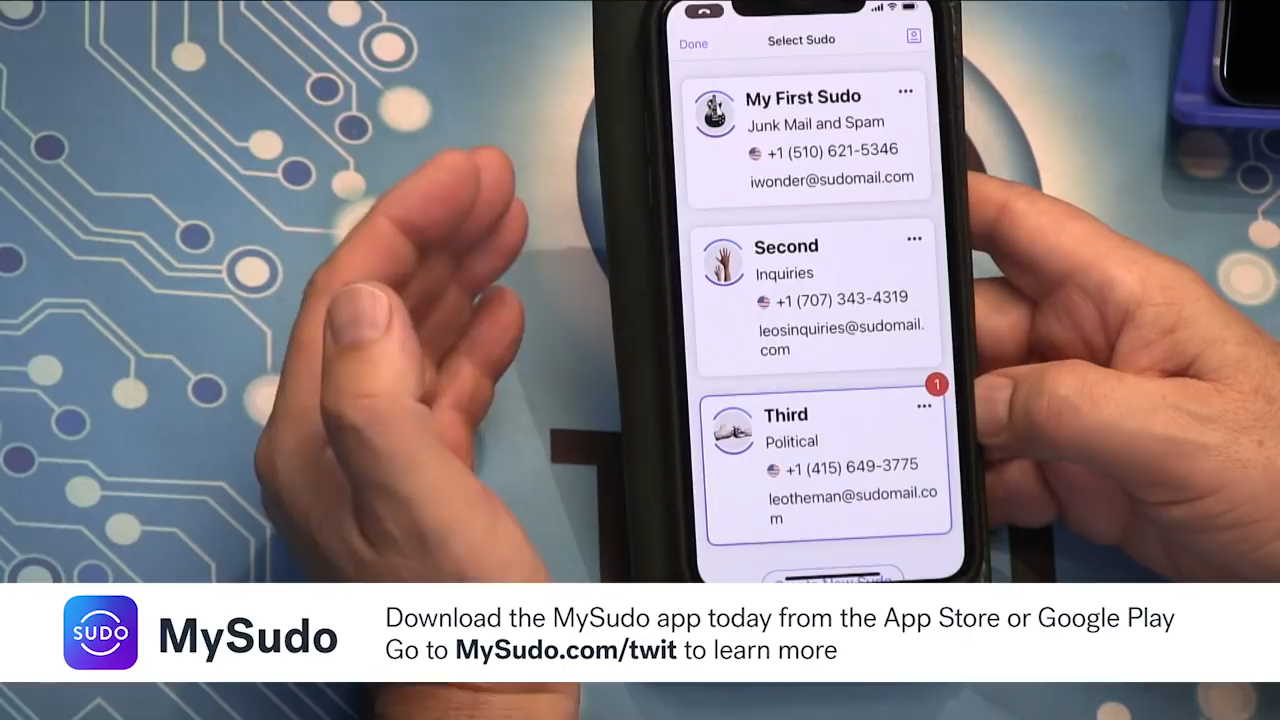 Done
Select Sudo
My First Sudo
Junk Mail and Spam
+1 (510) 621-5346
iwonder@sudomail.com
Second
Inquiries
+1 (707) 343-4319
leosinquiries@sudomail.
com
1
Third
Political
+1 (415) 649-3775
leotheman@sudomail.co
m
Create New Sudo
SUDO
MySudo
Download the MySudo app today from the App Store or Google Play
Go to MySudo.com/twit to learn more